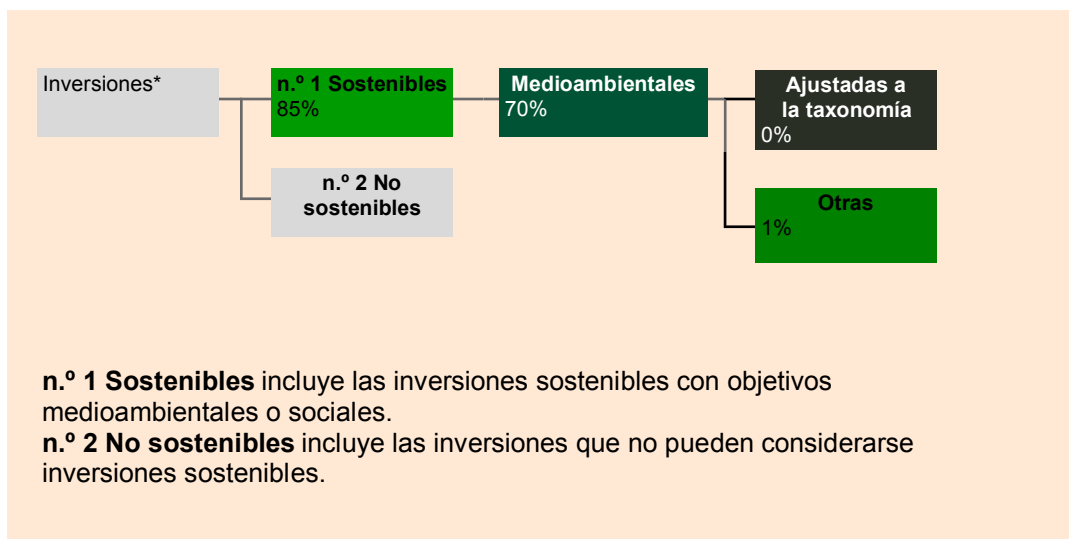 Inversiones*
n.º 1 Sostenibles
85%
Medioambientales
70%
Ajustadas a
la taxonomía
0%
n.º 2 No
sostenibles
Otras
1%
n.º 1 Sostenibles incluye las inversiones sostenibles con objetivos
medioambientales o sociales.
n.º 2 No sostenibles incluye las inversiones que no pueden considerarse
inversiones sostenibles.